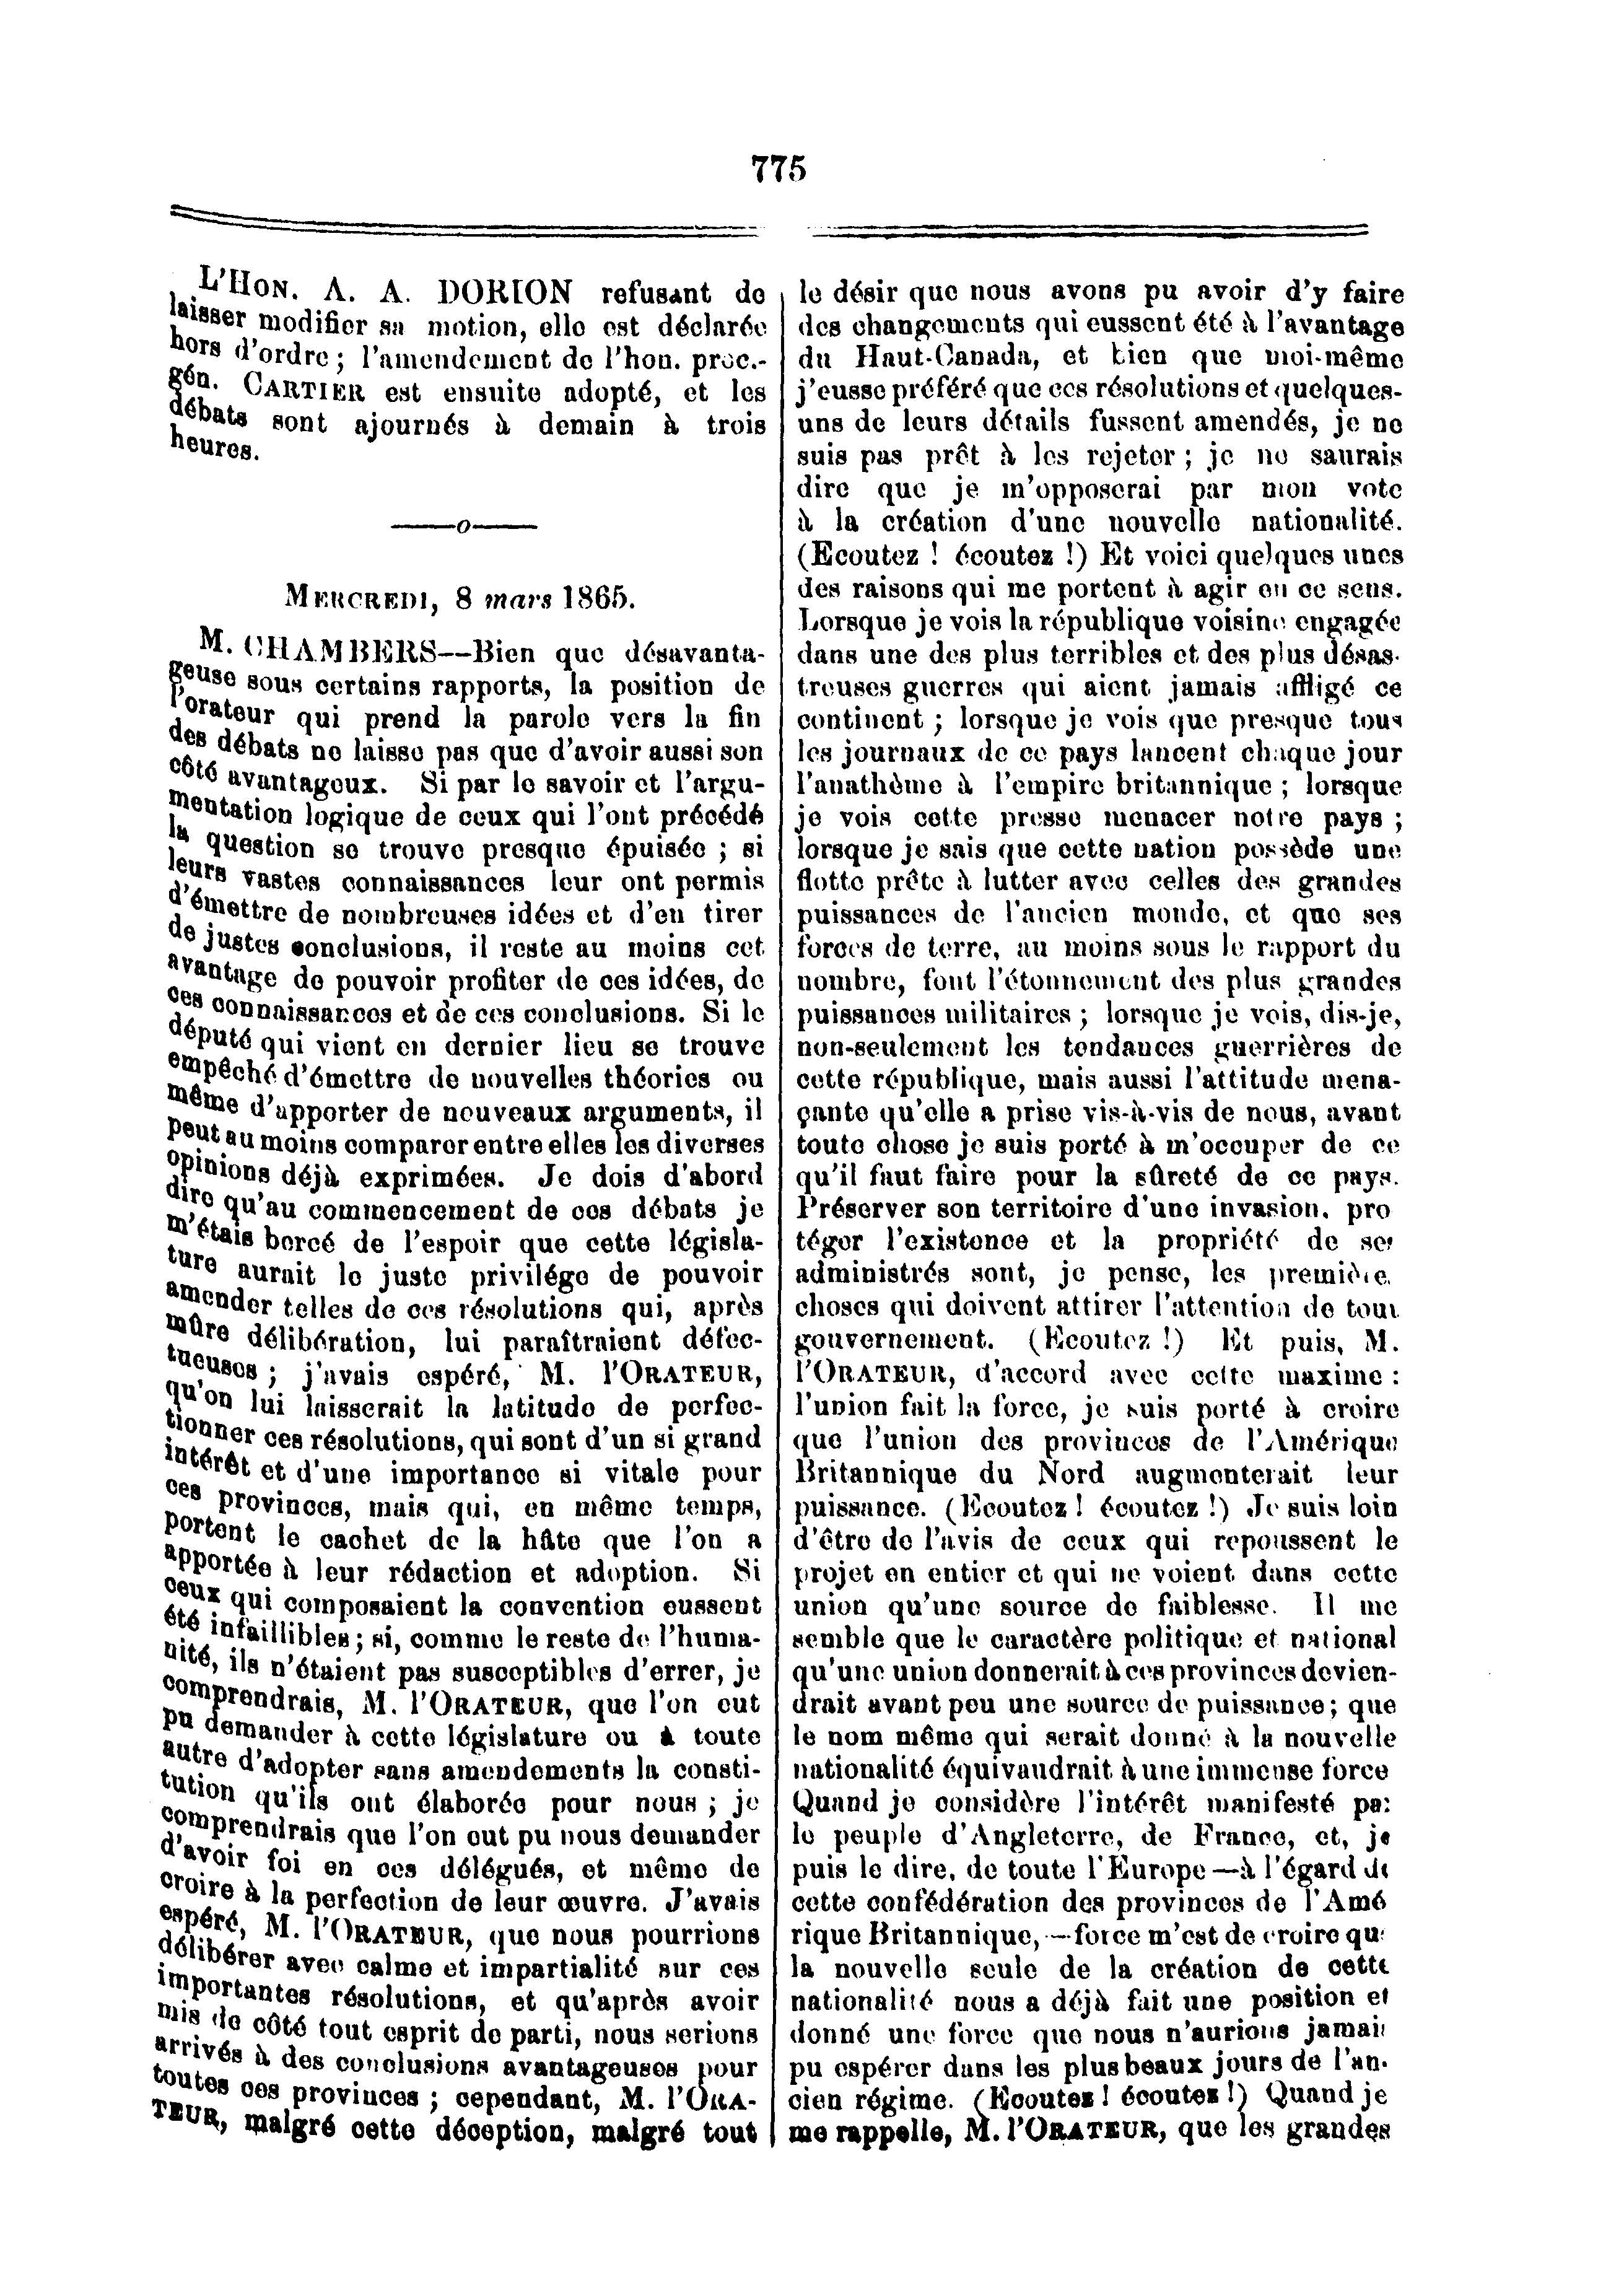 775
L'HON. A. A. DORION refusant de
laisser modifier sa motion, elle est déclarée
hors d'ordre ; l'amendement de l'hon. proc.-
gén. CARTIER est ensuite adopté, et les
débats sont ajournés à demain à trois
heures.
——o——
MERCREDI, 8 mars 1865.
M. CHAMBERS—Bien que désavanta-
geuse sous certains rapports, la position de
l'orateur qui prend la parole vers la fin
des débats ne laisse pas que d'avoir aussi son
côté avantageux. Si par le savoir et l'argu-
mentation logique de ceux qui l'ont précédé
la question se trouve presque épuisée ; si
leurs vastes connaissances leur ont permis
d'émettre de nombreuses idées et d'en tirer
de justes conclusions, il reste au moins cet
avantage de pouvoir profiter de ces idées, de
ces connaissances et de ces conclusions. Si le
député qui vient en dernier lieu se trouve
empêché d'émettre de nouvelles théories ou
même d'apporter de nouveaux arguments, il
peut au moins comparer entre elles les diverses
opinions déjà exprimées. Je dois d'abord
dire qu'au commencement de ces débats je
m'étais bercé de l'espoir que cette législa-
ture aurait le juste privilége de pouvoir
amender telles de ces résolutions qui, après
mûre délibération, lui paraîtraient défec-
tueuses ; j'avais espéré, M. l'ORATEUR,
qu'on lui laisserait la latitude de perfec-
tionner ces résolutions, qui sont d'un si grand
intérêt et d'une importance si vitale pour
ces provinces, mais qui, en même temps,
portent le cachet de la hâte que l'on a
apportée à leur rédaction et adoption. Si
ceux qui composaient la convention eussent
été infaillibles ; si, comme le reste de l'huma-
nité, ils n'étaient pas susceptibles d'errer, je
comprendrais, M. l'ORATEUR, que l'on eut
pu demander à cette législature ou à toute
autre d'adopter sans amendements la consti-
tution qu'ils ont élaborée pour nous ; je
comprendrais que l'on eut pu nous demander
d'avoir foi en ces délégués, et même de
croire à la perfection de leur œuvre. J'avais
espéré, M. l'ORATEUR, que nous pourrions
délibérer avec calme et impartialité sur ces
importantes résolutions, et qu'après avoir
mis de côté tout esprit de parti, nous serions
arrivés à des conclusions avantageuses pour
toutes ces provinces ; cependant, M. l'ORA-
TEUR, malgré cette déception, malgré tout
le désir que nous avons pu avoir d'y faire
des changements qui eussent été à l'avantage
du Haut-Canada, et bien que moi-même
j'eusse préféré que ces résolutions et quelques-
uns de leurs détails fussent amendés, je ne
suis pas prêt à les rejeter ; je ne saurais
dire que je m'opposerai par mon vote
à la création d'une nouvelle nationalité.
(Ecoutez ! écoutez !) Et voici quelques unes
des raisons qui me portent à agir en ce sens.
Lorsque je vois la république voisine engagée
dans une des plus terribles et des plus désas-
treuses guerres qui aient jamais affligé ce
continent ; lorsque je vois que presque tous
les journaux de ce pays lancent chaque jour
l'anathème à l'empire britannique ; lorsque
je vois cette presse menacer notre pays ;
lorsque je sais que cette nation possède une
flotte prête à lutter avec celles des grandes
puissances de l'ancien monde, et que ses
forces de terre, au moins sous le rapport du
nombre, font l'étonnement des plus grandes
puissances militaires ; lorsque je vois, dis-je,
non-seulement les tendances guerrières de
cette république, mais aussi l'attitude mena-
çante qu'elle a prise vis-à-vis de nous, avant
toute chose je suis porté à m'occuper de ce
qu'il faut faire pour la sûreté de ce pays.
Préserver son territoire d'une invasion, pro
téger l'existence et la propriété de ses
administrés sont, je pense, les première
choses qui doivent attirer l'attention de tout
gouvernement. (Ecoutez !) Et puis, M.
l'ORATEUR, d'accord avec cette maxime :
l'union fait la force, je suis porté à croire
que l'union des provinces de l'Amérique
Britannique du Nord augmenterait leur
puissance. (Ecoutez ! écoutez !) Je suis loin
d'être de l'avis de ceux qui repoussent le
projet en entier et qui ne voient dans cette
union qu'une source de faiblesse. Il me
semble que le caractère politique et national
qu'une union donnerait à ces provinces devien-
drait avant peu une source de puissance ; que
le nom même qui serait donné à la nouvelle
nationalité équivaudrait à une immense force
Quand je considère l'intérêt manifesté par
le peuple d'Angleterre, de France, et, je
puis le dire, de toute l'Europe—à l'égard de
cette confédération des provinces de l'Amé
rique Britannique,—force m'est de croire que
la nouvelle seule de la création de cette
nationalité nous a déjà fait une position et
donné une force que nous n'aurions jamais
pu espérer dans les plus beaux jours de l'an-
cien régime. (Ecoutez ! écoutez !) Quand je
me rappelle, M. l'ORATEUR, que les grandes